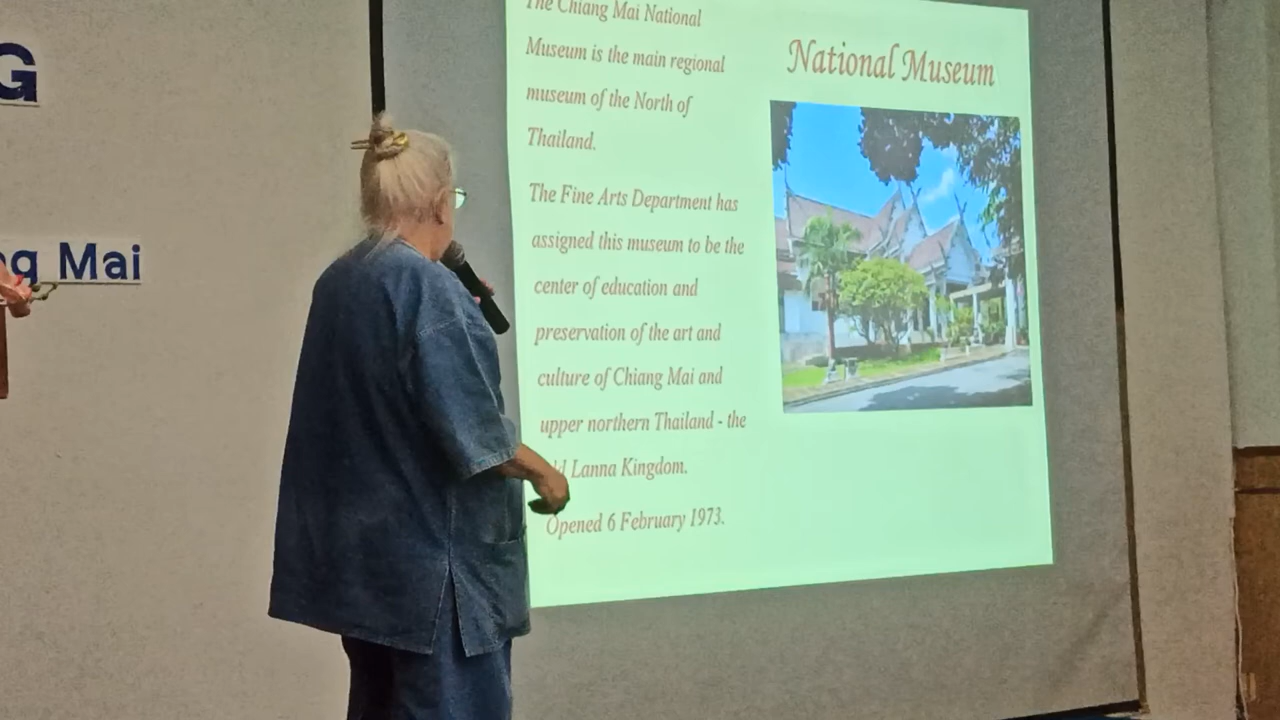 G
ng Mai
The Chiang Mai National
Museum is the main regional
museum of the North of
Thailand.
The Fine Arts Department has
assigned this museum to be the
center of education and
preservation of the art and
culture of Chiang Mai and
upper northern Thailand - the
old Lanna Kingdom.
Opened 6 February 1973.
National Museum